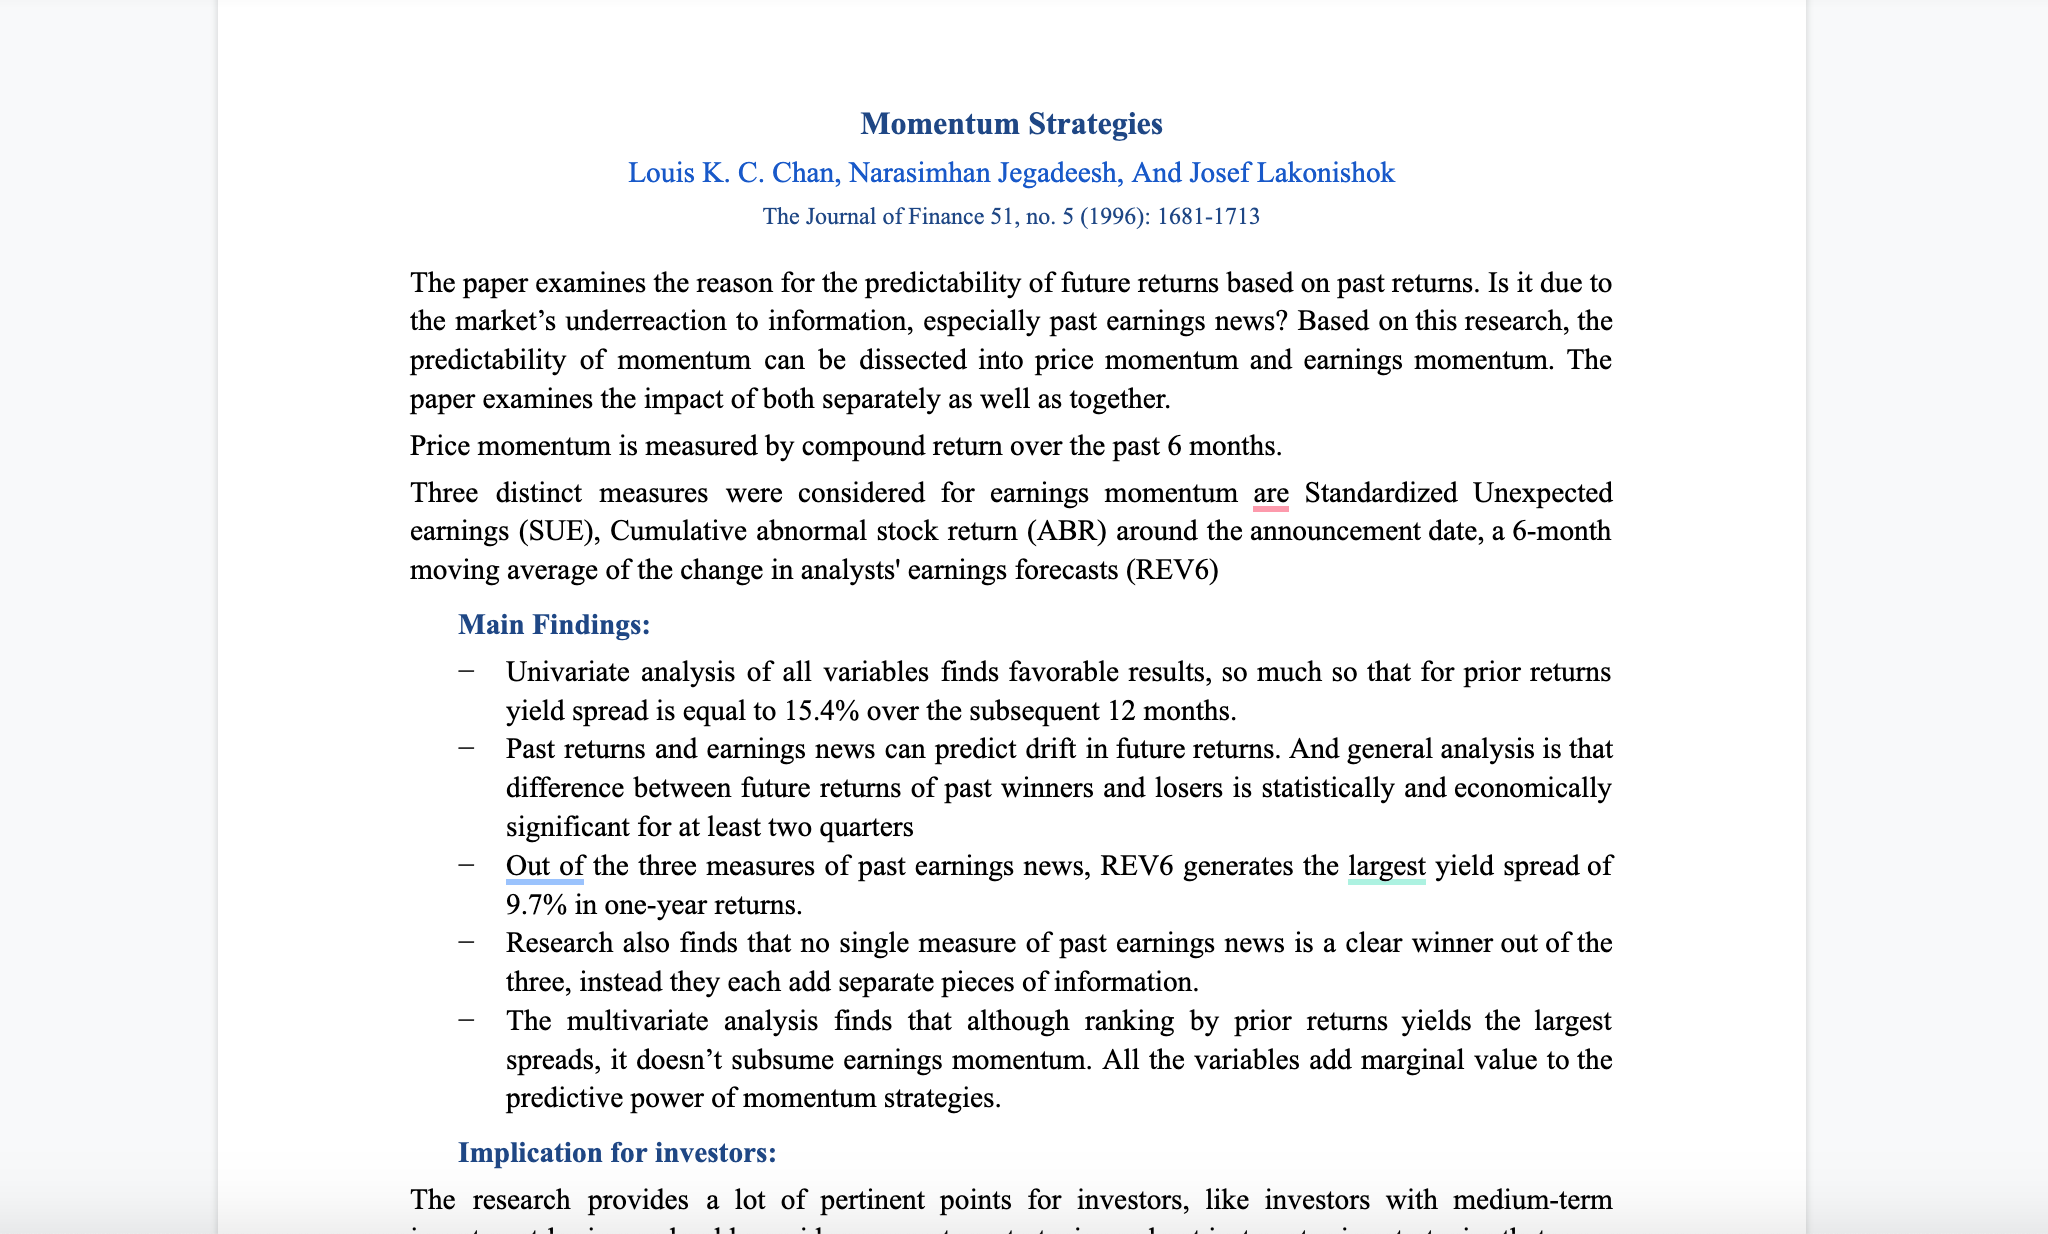 Momentum Strategies
Louis K. C. Chan, Narasimhan Jegadeesh, And Josef Lakonishok
The Journal of Finance 51, no. 5 (1996): 1681-1713
The paper examines the reason for the predictability of future returns based on past returns. Is it due to
the market’s underreaction to information, especially past earnings news? Based on this research, the
predictability of momentum can be dissected into price momentum and earnings momentum. The
paper examines the impact of both separately as well as together.
Price momentum is measured by compound return over the past 6 months.
Three distinct measures were considered for earnings momentum are Standardized Unexpected
earnings (SUE), Cumulative abnormal stock return (ABR) around the announcement date, a 6-month
moving average of the change in analysts' earnings forecasts (REV6)
Main Findings:
– Univariate analysis of all variables finds favorable results, so much so that for prior returns
yield spread is equal to 15.4% over the subsequent 12 months.
– Past returns and earnings news can predict drift in future returns. And general analysis is that
difference between future returns of past winners and losers is statistically and economically
significant for at least two quarters
– Out of the three measures of past earnings news, REV6 generates the largest yield spread of
9.7% in one-year returns.
– Research also finds that no single measure of past earnings news is a clear winner out of the
three, instead they each add separate pieces of information.
– The multivariate analysis finds that although ranking by prior returns yields the largest
spreads, it doesn’t subsume earnings momentum. All the variables add marginal value to the
predictive power of momentum strategies.
Implication for investors:
The research provides a lot of pertinent points for investors, like investors with medium-term